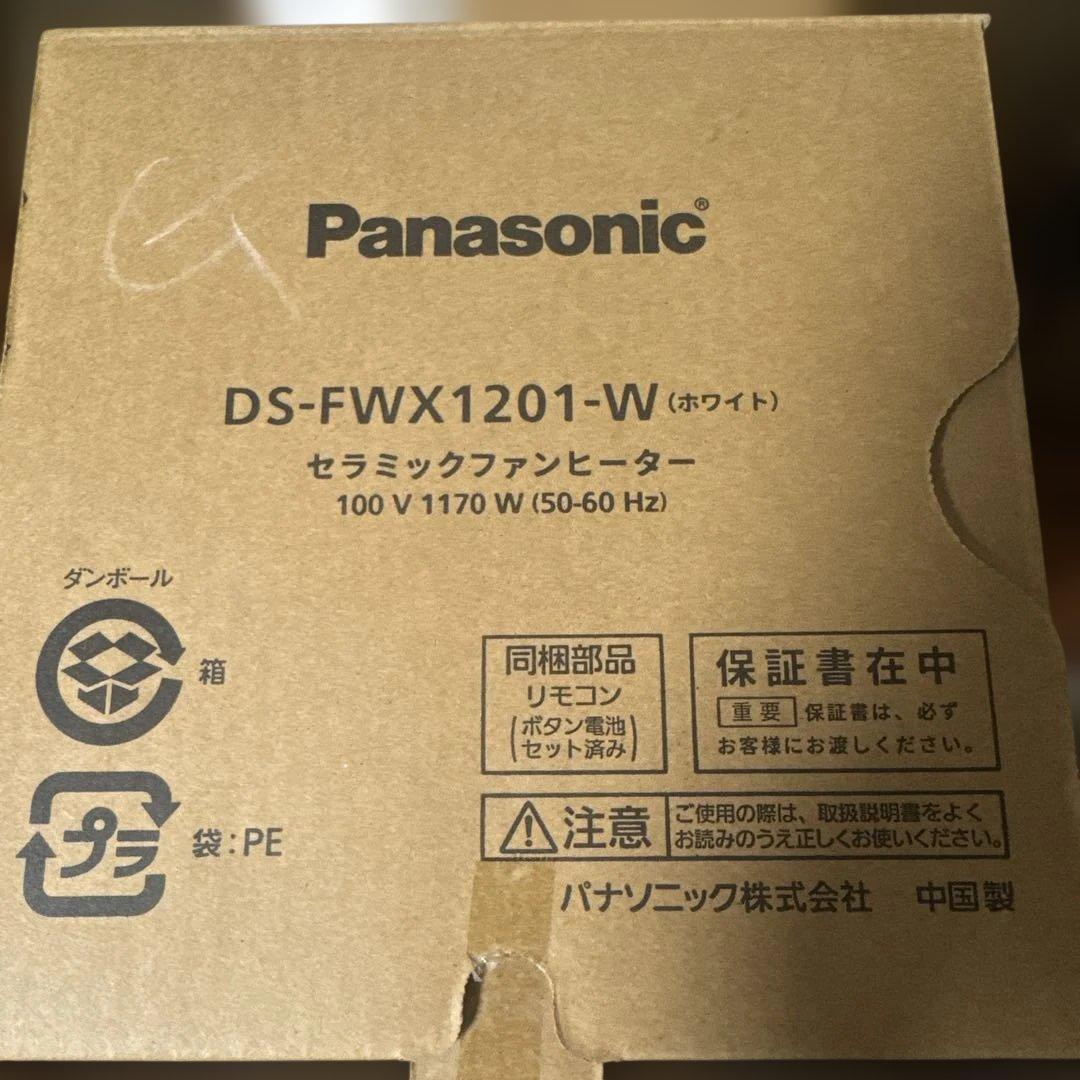 Panasonic®
DS-FWX1201-W (ホワイト)
セラミックファンヒーター
100 V 1170 W (50-60 Hz)
ダンボール
箱
プラ
袋:PE
同梱部品
リモコン
(ボタン電池
セット済み)
保証書在中
重要 保証書は、必ず
お客様にお渡しください。
注意
ご使用の際は、取扱説明書をよく
お読みのうえ正しくお使いください。
パナソニック株式会社 中国製